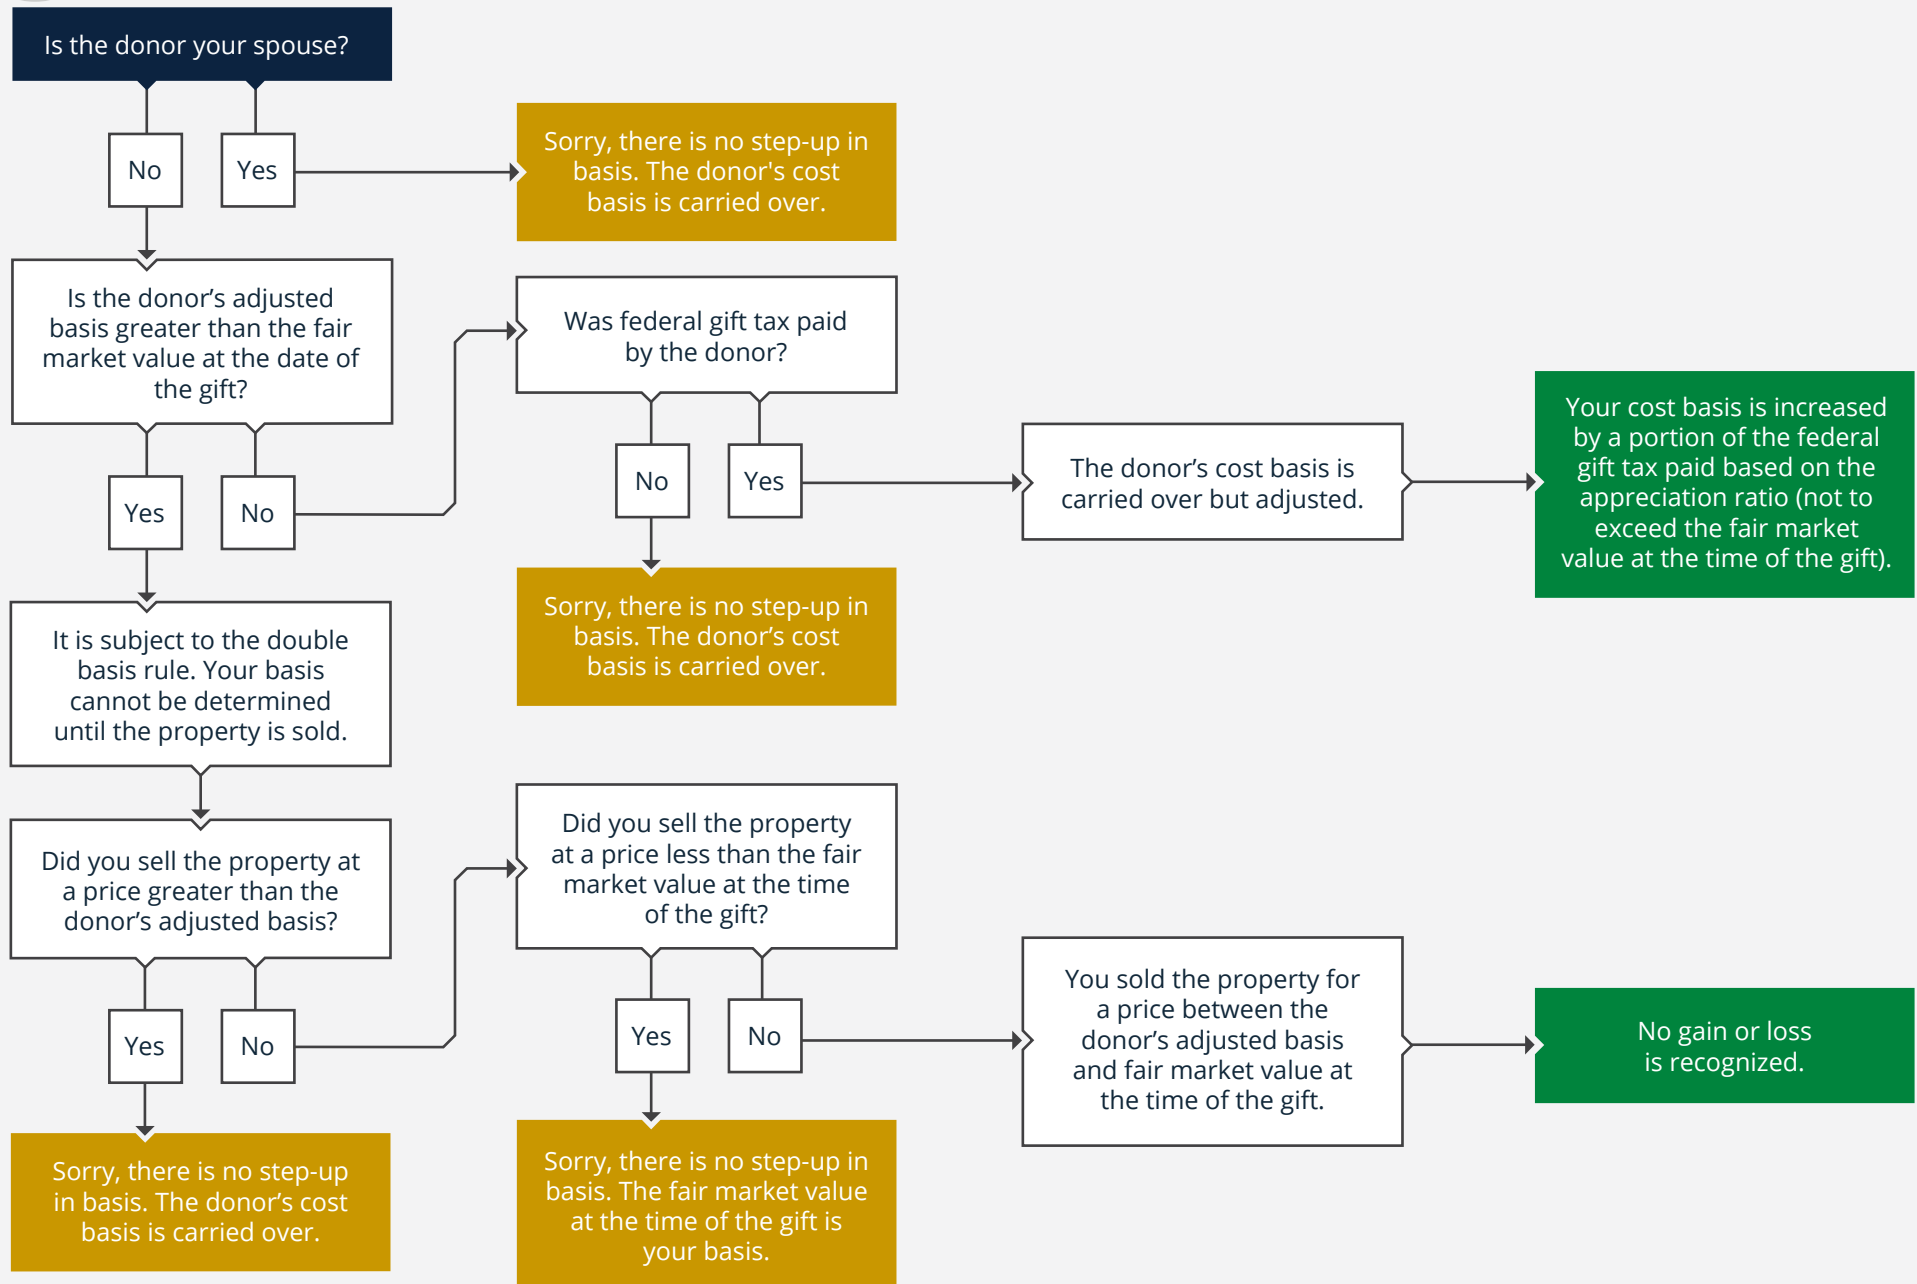 Is the donor your spouse?
No
Yes
Sorry, there is no step-up in
basis. The donor's cost
basis is carried over.
Is the donor’s adjusted
basis greater than the fair
market value at the date of
the gift?
Yes
No
Was federal gift tax paid
by the donor?
No
Yes
The donor’s cost basis is
carried over but adjusted.
Your cost basis is increased
by a portion of the federal
gift tax paid based on the
appreciation ratio (not to
exceed the fair market
value at the time of the gift).
Sorry, there is no step-up in
basis. The donor’s cost
basis is carried over.
It is subject to the double
basis rule. Your basis
cannot be determined
until the property is sold.
Did you sell the property at
a price greater than the
donor’s adjusted basis?
Yes
No
Did you sell the property
at a price less than the fair
market value at the time
of the gift?
Yes
No
You sold the property for
a price between the
donor’s adjusted basis
and fair market value at
the time of the gift.
No gain or loss
is recognized.
Sorry, there is no step-up
in basis. The donor’s cost
basis is carried over.
Sorry, there is no step-up in
basis. The fair market value
at the time of the gift is
your basis.